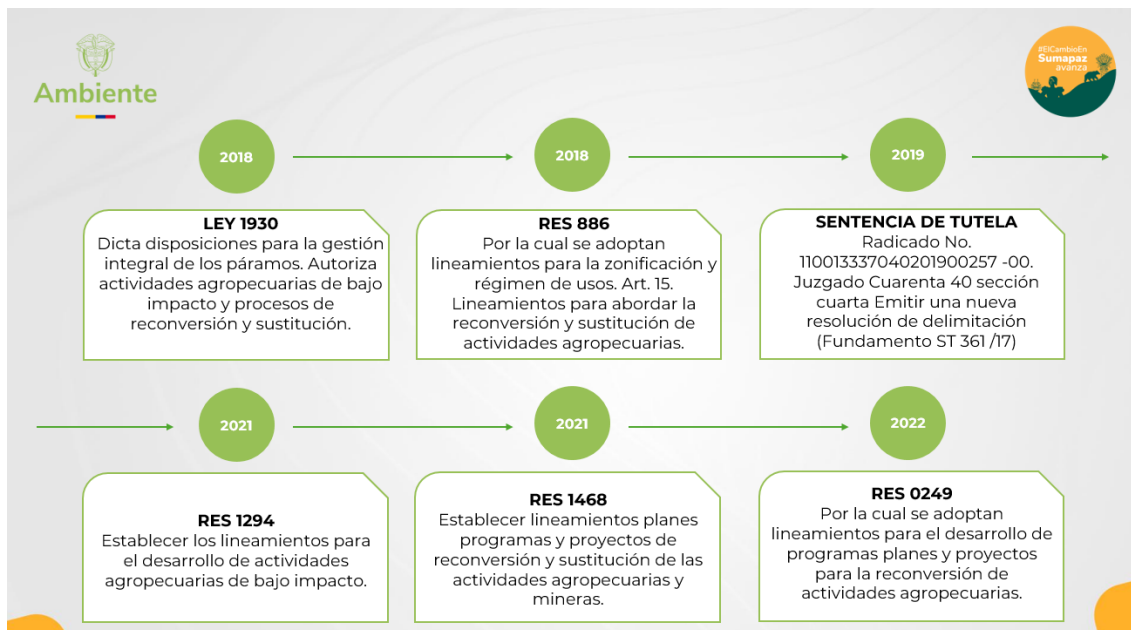 Ambiente
#ElCambioEn
Sumapaz
avanza
2018
2018
2019
LEY 1930
Dicta disposiciones para la gestión
integral de los páramos. Autoriza
actividades agropecuarias de bajo
impacto y procesos de
reconversión y sustitución.
RES 886
Por la cual se adoptan
lineamientos para la zonificación y
régimen de usos. Art. 15.
Lineamientos para abordar la
reconversión y sustitución de
actividades agropecuarias.
SENTENCIA DE TUTELA
Radicado No.
110013337040201900257 -00.
Juzgado Cuarenta 40 sección
cuarta Emitir una nueva
resolución de delimitación
(Fundamento ST 361 /17)
2021
2021
2022
RES 1294
Establecer los lineamientos para
el desarrollo de actividades
agropecuarias de bajo impacto.
RES 1468
Establecer lineamientos planes
programas y proyectos de
reconversión y sustitución de las
actividades agropecuarias y
mineras.
RES 0249
Por la cual se adoptan
lineamientos para el desarrollo de
programas planes y proyectos
para la reconversión de
actividades agropecuarias.